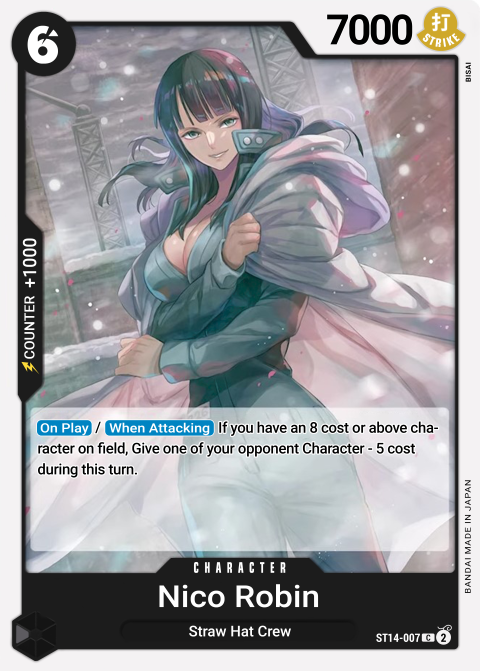 6
7000
打
STRIKE
BISAI
COUNTER +1000
On Play / When Attacking If you have an 8 cost or above cha-
racter on field, Give one of your opponent Character - 5 cost
during this turn.
BANDAI MADE IN JAPAN
CHARACTER
Nico Robin
Straw Hat Crew
ST14-007 C 2